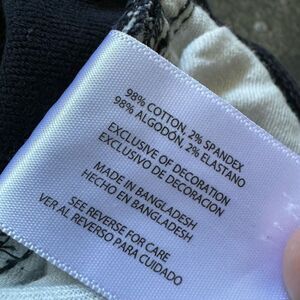 98% COTTON, 2% SPANDEX
98% ALGODÓN, 2% ELASTANO
EXCLUSIVE OF DECORATION
EXCLUSIVO DE DECORACION
MADE IN BANGLADESH
HECHO EN BANGLADESH
SEE REVERSE FOR CARE
VER AL REVERSO PARA CUIDADO